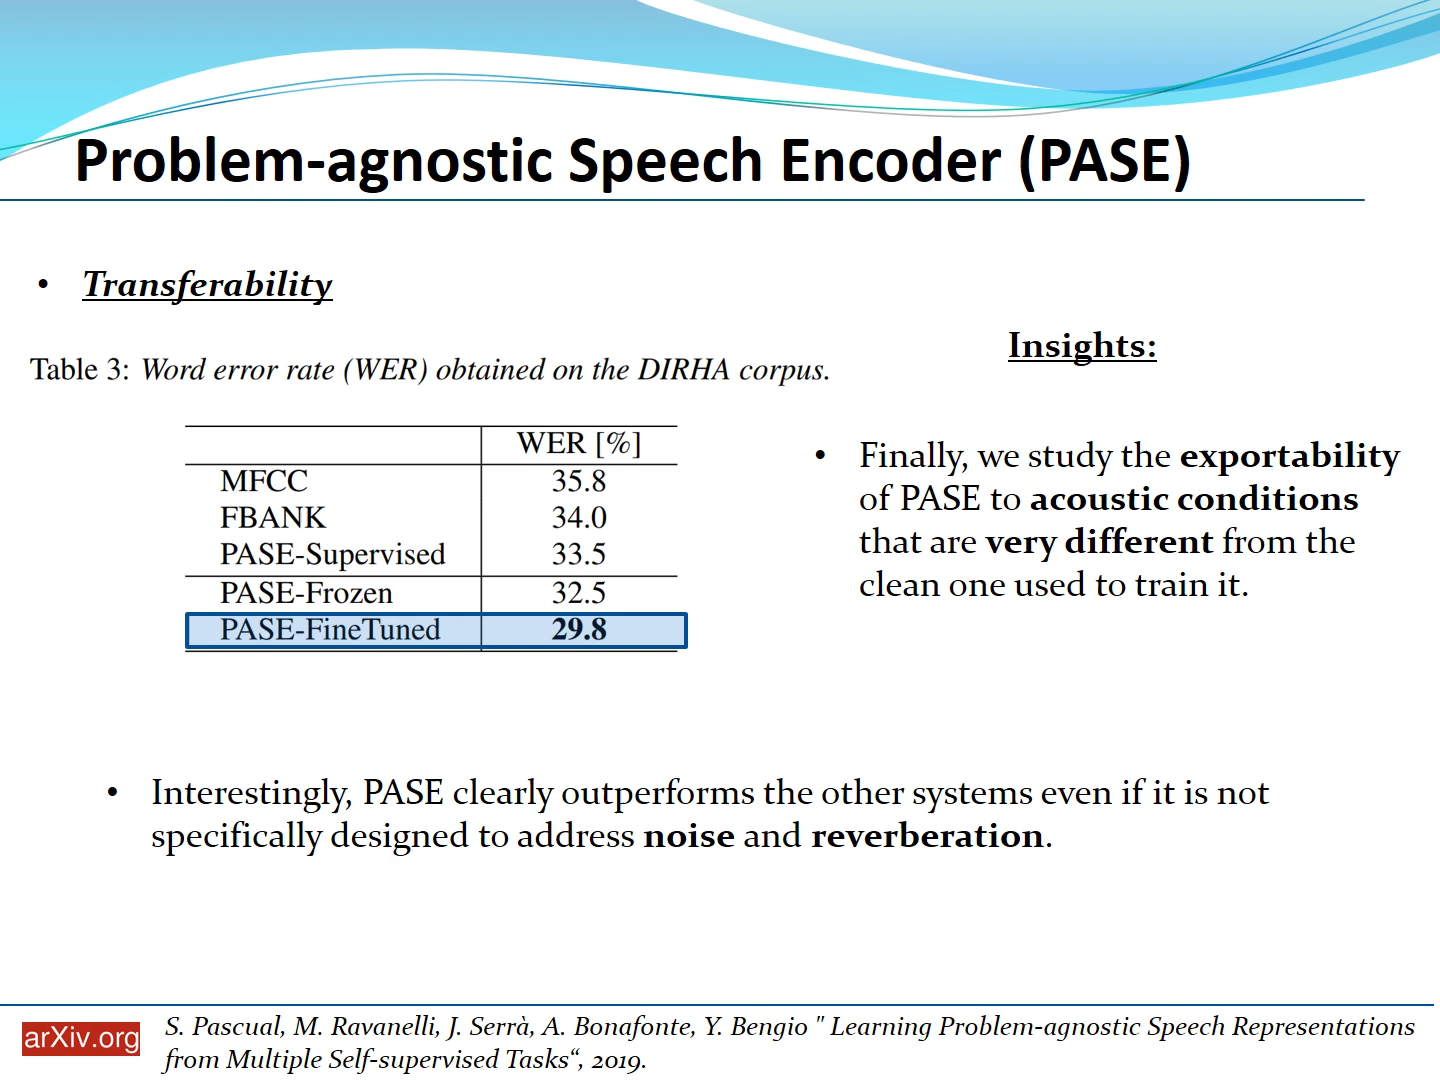 Problem-agnostic Speech Encoder (PASE)
• Transferability
Table 3: Word error rate (WER) obtained on the DIRHA corpus.
WER [%]
MFCC 35.8
FBANK 34.0
PASE-Supervised 33.5
PASE-Frozen 32.5
PASE-FineTuned 29.8
Insights:
• Finally, we study the exportability
of PASE to acoustic conditions
that are very different from the
clean one used to train it.
• Interestingly, PASE clearly outperforms the other systems even if it is not
specifically designed to address noise and reverberation.
arXiv.org
S. Pascual, M. Ravanelli, J. Serrà, A. Bonafonte, Y. Bengio " Learning Problem-agnostic Speech Representations
from Multiple Self-supervised Tasks“, 2019.